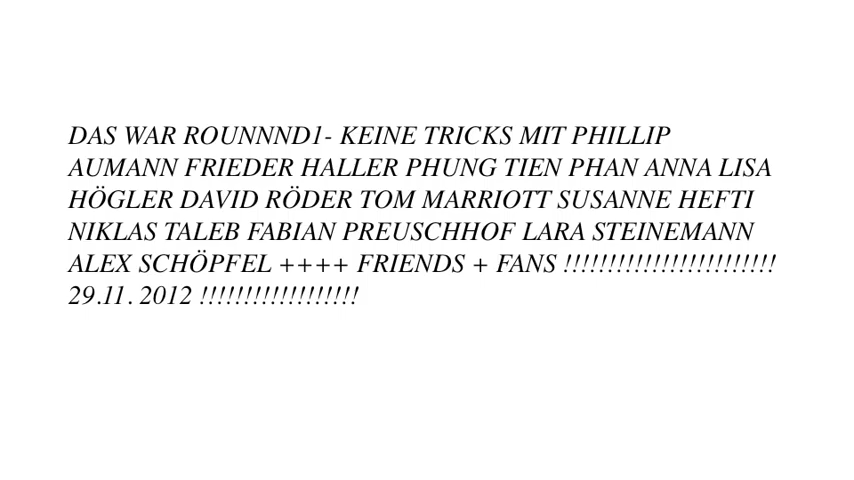 DAS WAR ROUNNND1- KEINE TRICKS MIT PHILLIP
AUMANN FRIEDER HALLER PHUNG TIEN PHAN ANNA LISA
HÖGLER DAVID RÖDER TOM MARRIOTT SUSANNE HEFTI
NIKLAS TALEB FABIAN PREUSCHHOF LARA STEINEMANN
ALEX SCHÖPFEL ++++ FRIENDS + FANS !!!!!!!!!!!!!!!!!!!!!!!!
29.11. 2012 !!!!!!!!!!!!!!!!!!